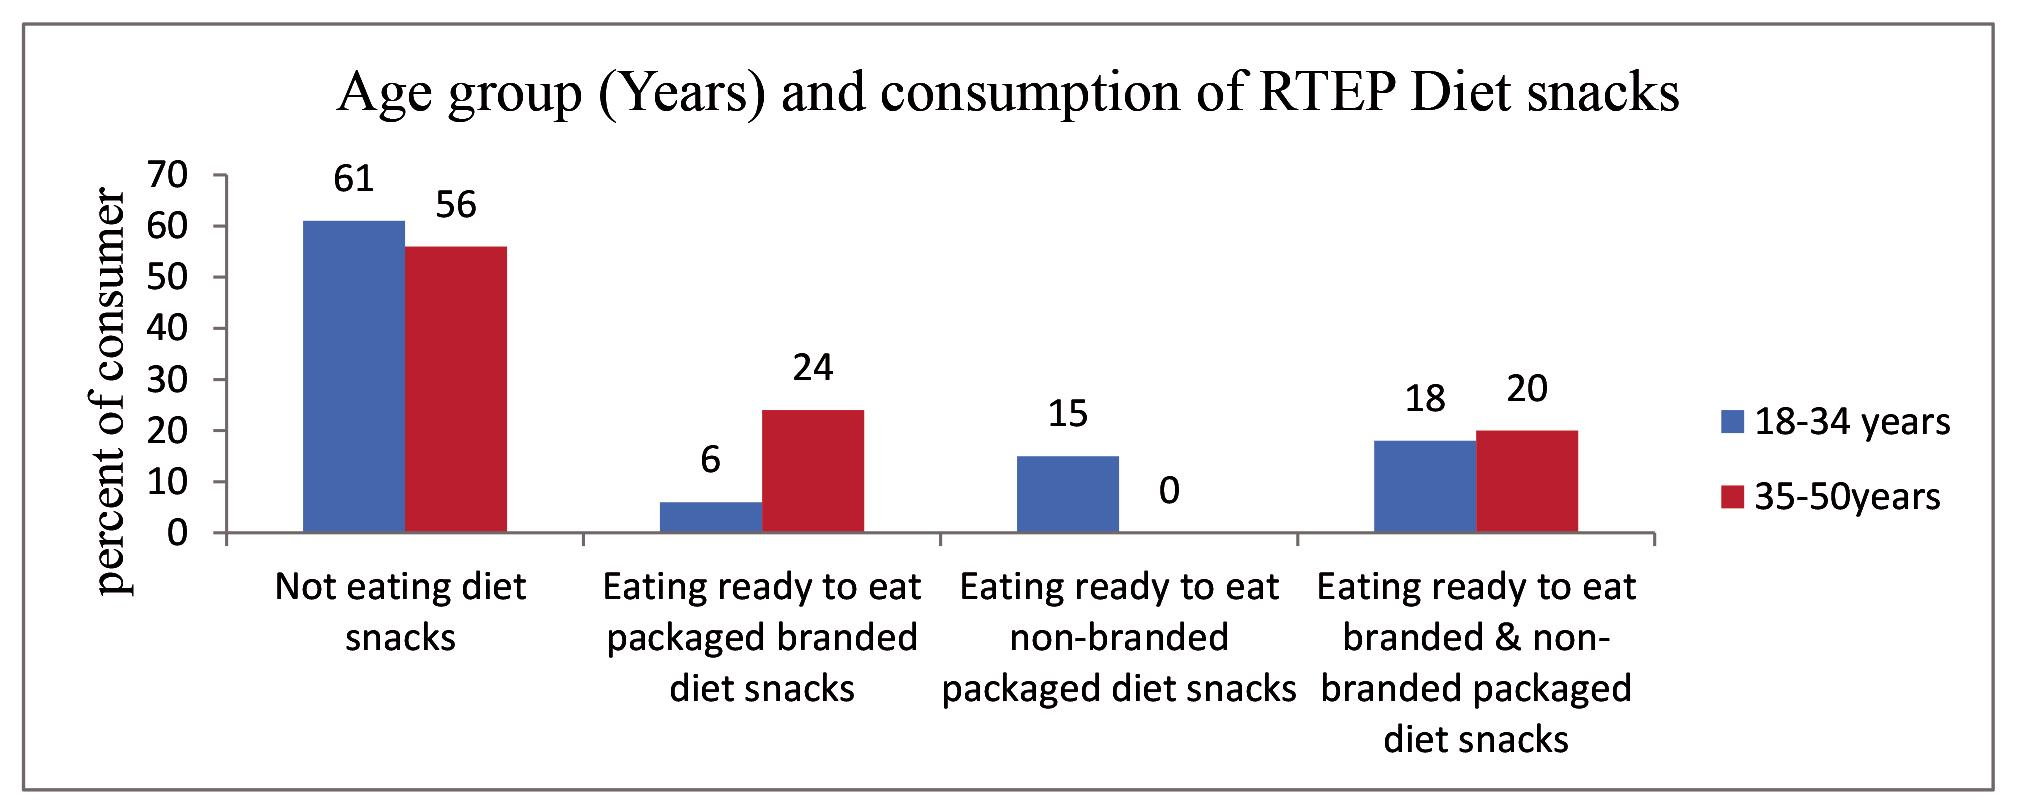 Age group (Years) and consumption of RTEP Diet snacks
percent of consumer
70
60
50
40
30
20
10
0
61
56
6
24
15
0
18
20
Not eating diet
snacks
Eating ready to eat
packaged branded
diet snacks
Eating ready to eat
non-branded
packaged diet snacks
Eating ready to eat
branded & non-
branded packaged
diet snacks
18-34 years
35-50years